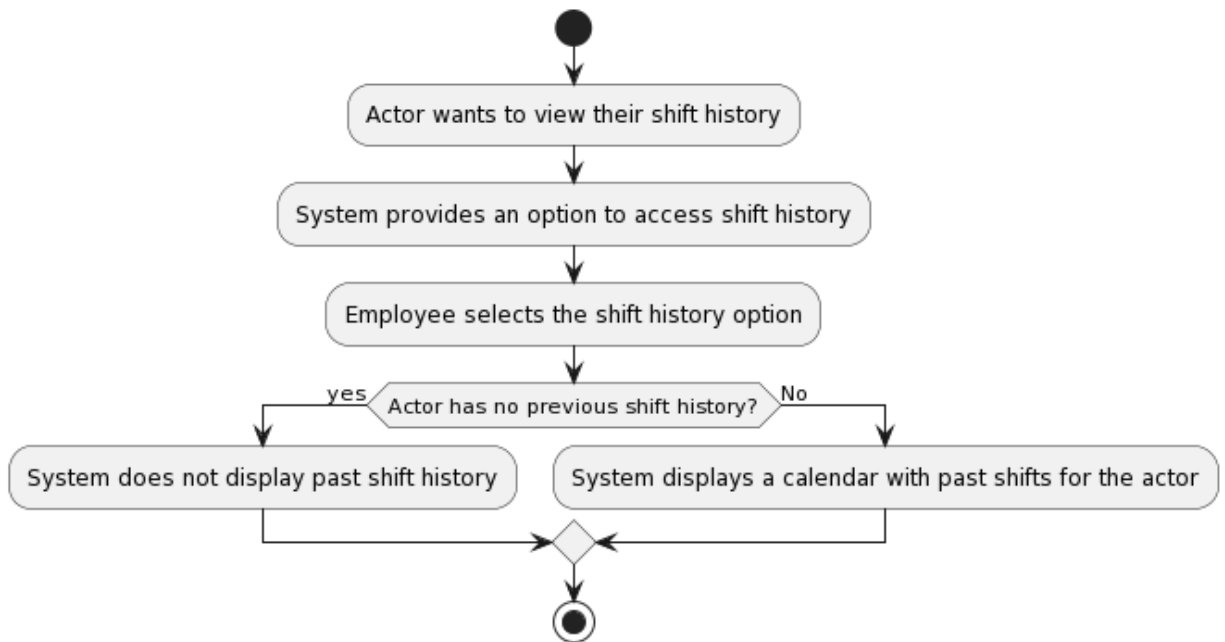 Actor wants to view their shift history
System provides an option to access shift history
Employee selects the shift history option
yes
Actor has no previous shift history?
No
System does not display past shift history
System displays a calendar with past shifts for the actor